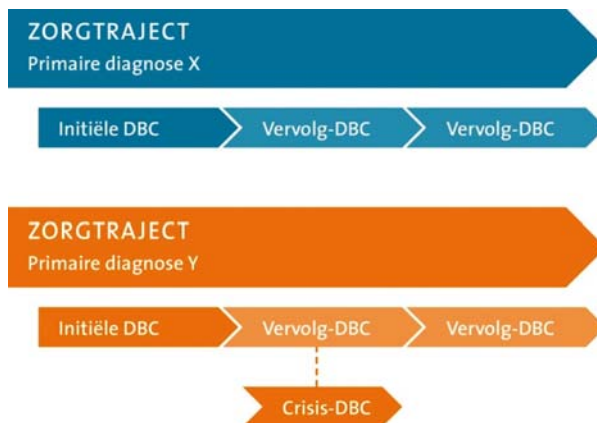 ZORGTRAJECT
Primaire diagnose X
Initiële DBC
Vervolg-DBC
Vervolg-DBC
ZORGTRAJECT
Primaire diagnose Y
Initiële DBC
Vervolg-DBC
Vervolg-DBC
Crisis-DBC